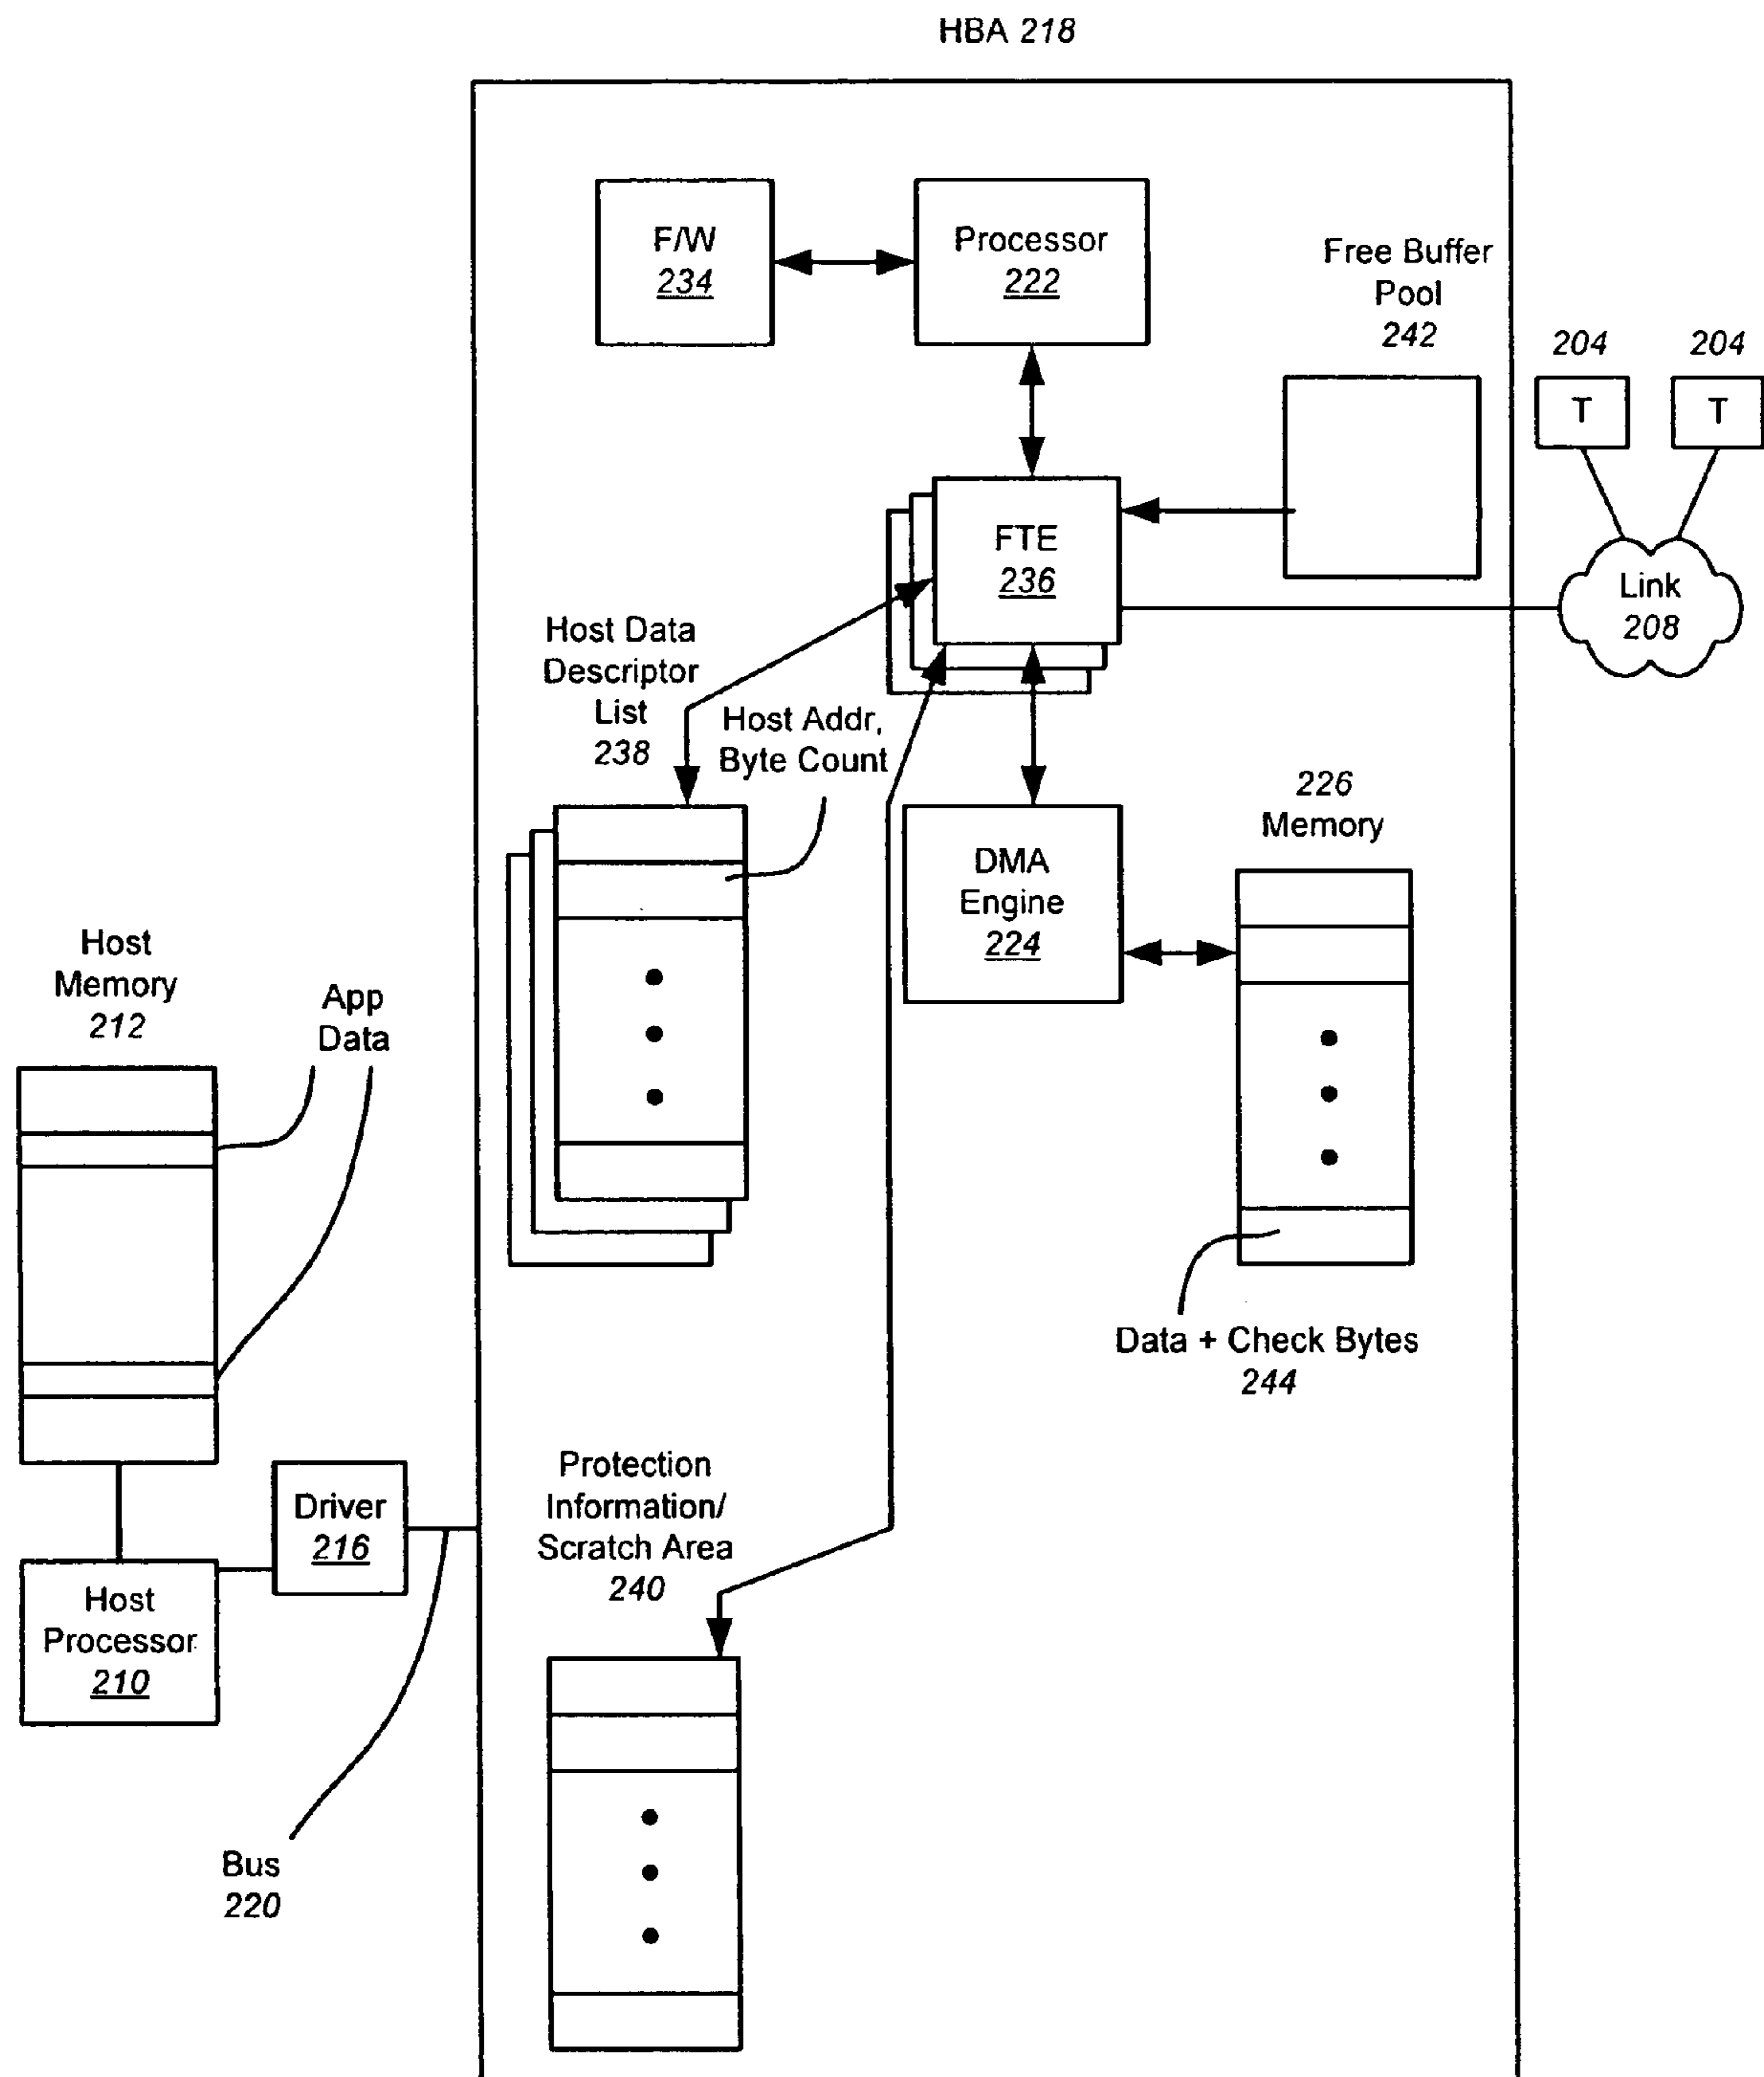 HBA 218
F/W
234
Processor
222
Free Buffer
Pool
242
204
204
T
T
FTE
236
Link
208
Host Data
Descriptor
List
238
Host Addr,
Byte Count
226
Memory
DMA
Engine
224
Host
Memory
212
App
Data
Data + Check Bytes
244
Protection
Information/
Scratch Area
240
Driver
216
Host
Processor
210
Bus
220